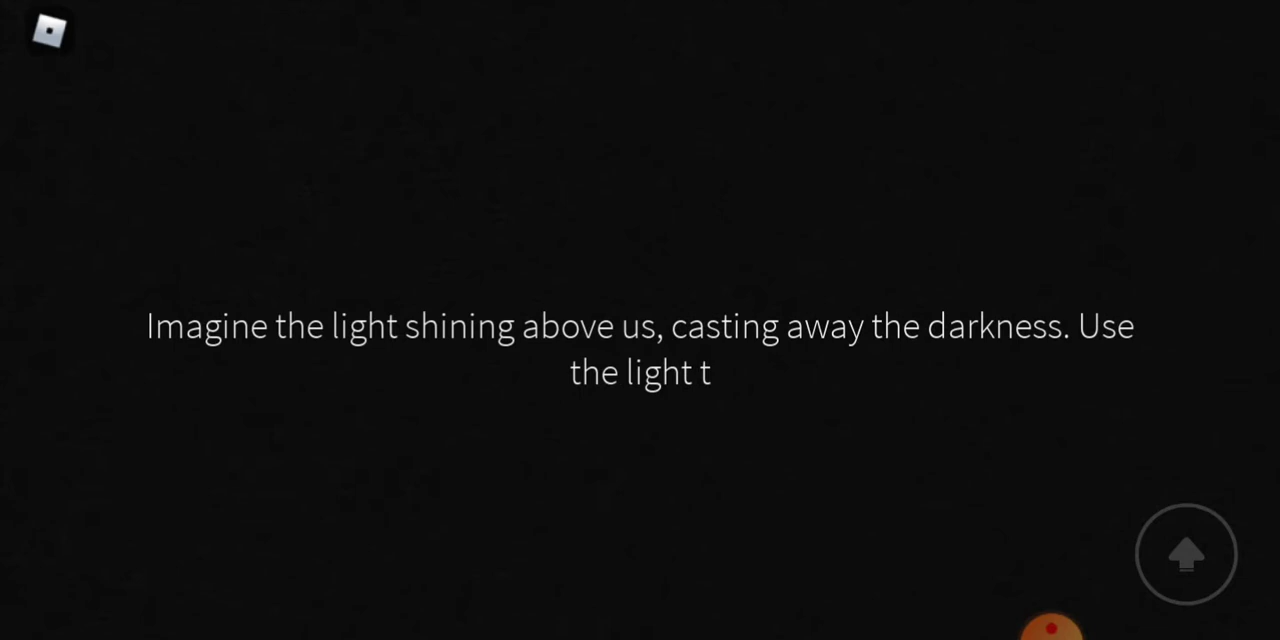 Imagine the light shining above us, casting away the darkness. Use
the light t